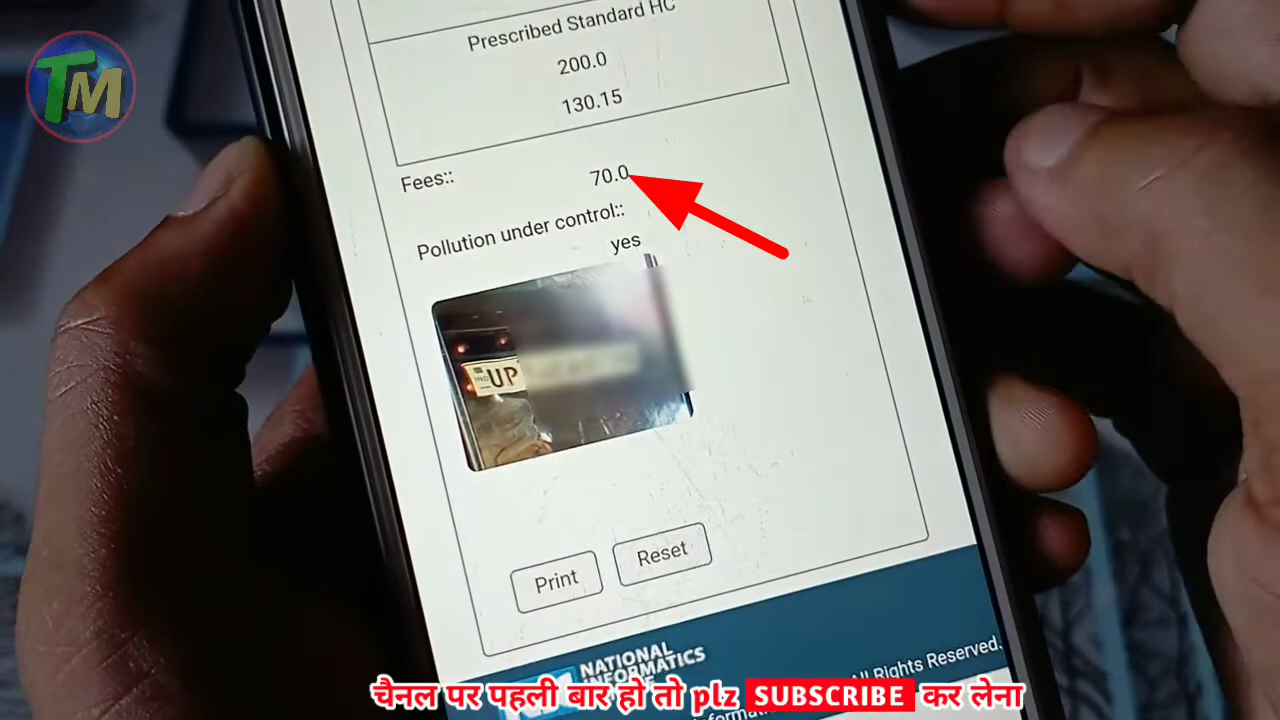 TM
Prescribed Standard HC
200.0
130.15
Fees:: 70.0
Pollution under control::
yes
IND UP
Print Reset
NATIONAL
INFORMATICS
All Rights Reserved.
चैनल पर पहली बार हो तो plz SUBSCRIBE कर लेना